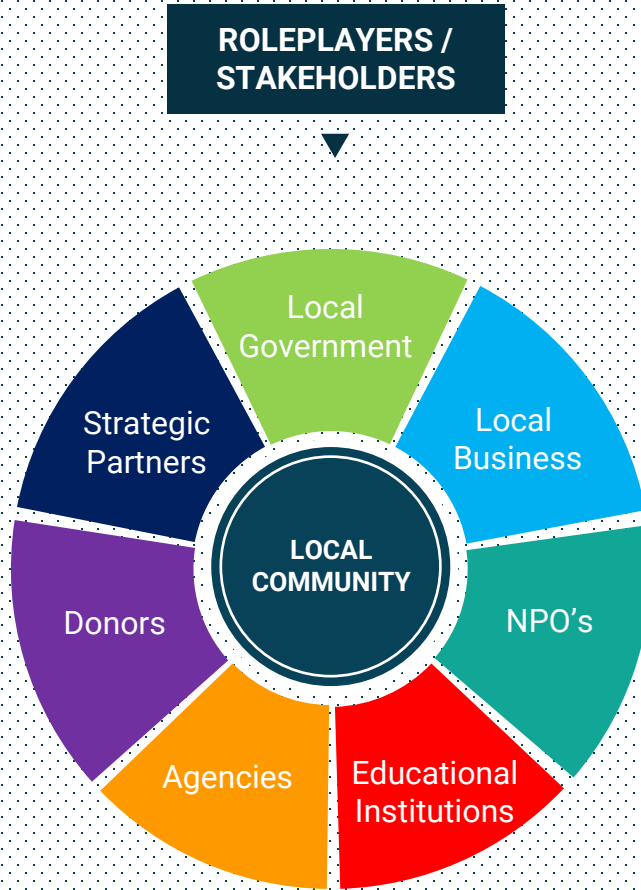 ROLEPLAYERS /
STAKEHOLDERS
Local
Government
Local
Business
NPO's
Educational
Institutions
Agencies
Donors
Strategic
Partners
LOCAL
COMMUNITY